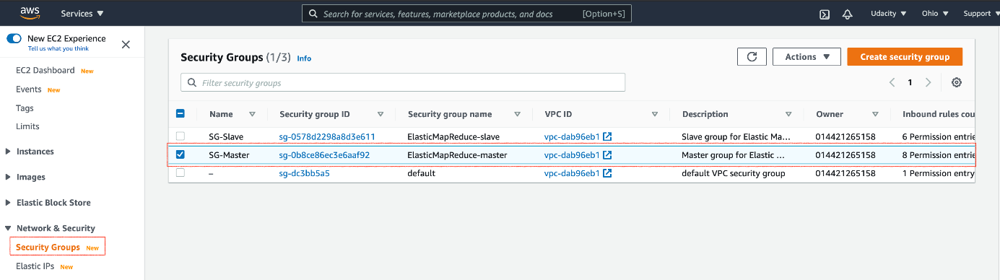 aws Services Search for services, features, marketplace products, and docs [Option+S] Udacity Ohio Support
New EC2 Experience
Tell us what you think
EC2 Dashboard New
Events New
Tags
Limits
Instances
Images
Elastic Block Store
Network & Security
Security Groups New
Elastic IPs New
Security Groups (1/3) Info Actions Create security group
Filter security groups 1
Name Security group ID Security group name VPC ID Description Owner Inbound rules cou
SG-Slave sg-0578d2298a8d3e611 ElasticMapReduce-slave vpc-dab96eb1 Slave group for Elastic Ma... 014421265158 6 Permission entrie
SG-Master sg-0b8ce86ec3e6aaf92 ElasticMapReduce-master vpc-dab96eb1 Master group for Elastic ... 014421265158 8 Permission entrie
– sg-dc3bb5a5 default vpc-dab96eb1 default VPC security group 014421265158 1 Permission entry